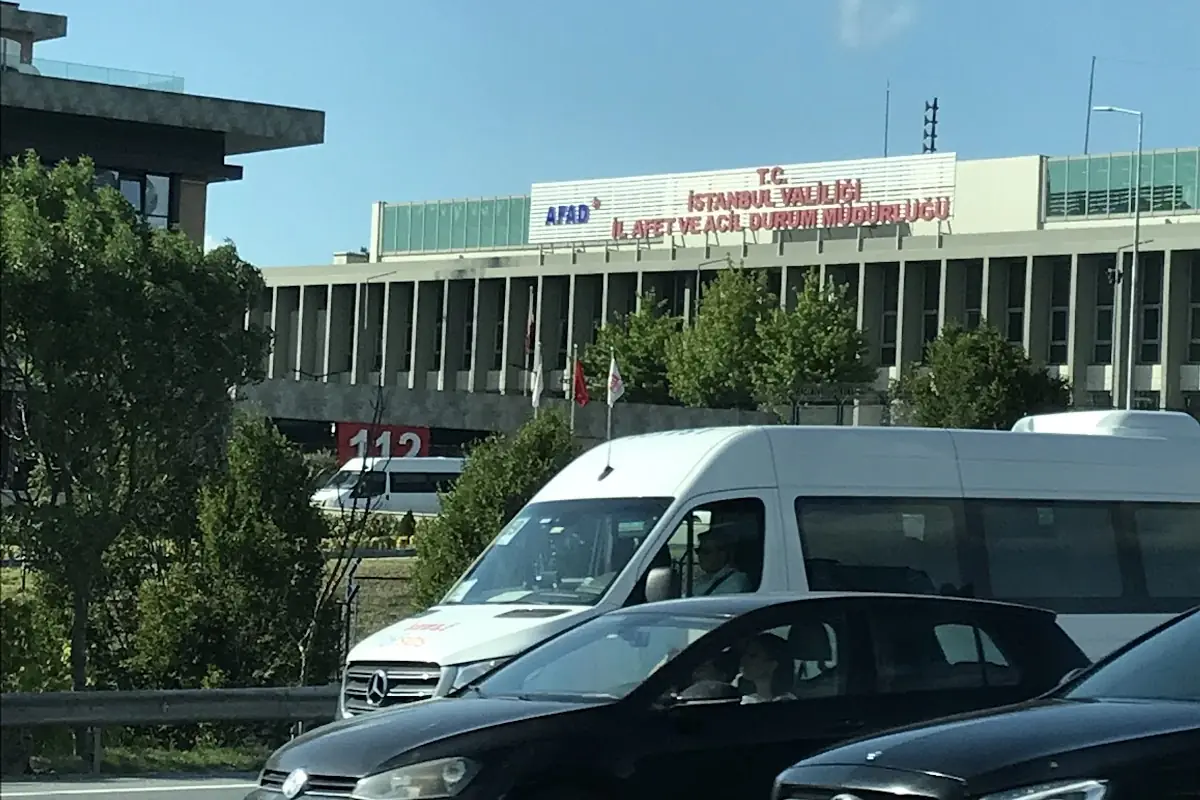 T.C.
İSTANBUL VALİLİĞİ
AFAD
İL AFET VE ACİL DURUM MÜDÜRLÜĞÜ
112